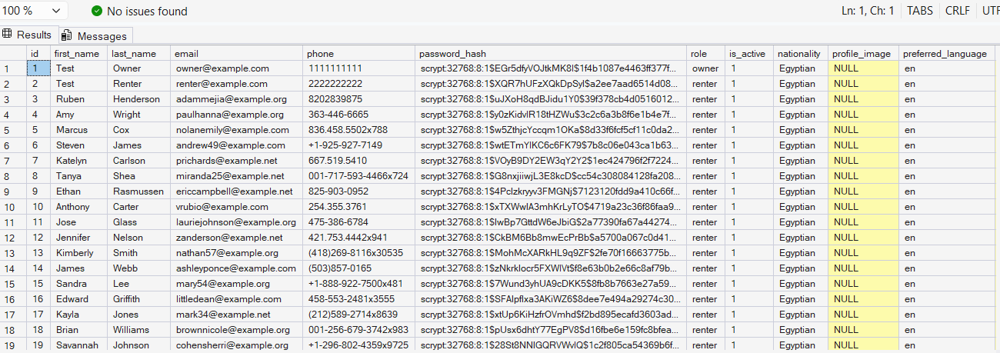 100 % No issues found Ln: 1, Ch: 1 TABS CRLF UTF
Results Messages
id first_name last_name email phone password_hash role is_active nationality profile_image preferred_language
1 1 Test Owner owner@example.com 1111111111 scrypt:32768:8:1$EGr5dfyVOJtkMK8I$1f4b1087e4463ff377f... owner 1 Egyptian NULL en
2 2 Test Renter renter@example.com 2222222222 scrypt:32768:8:1$XQR7hUFzXQkDpSyl$a2ee7aad6514d08... renter 1 Egyptian NULL en
3 3 Ruben Henderson adammejia@example.org 8202839875 scrypt:32768:8:1$uJXoH8qdBJidu1Y0$39f378cb4d0516012... renter 1 Egyptian NULL en
4 4 Amy Wright paulhanna@example.org 363-446-6665 scrypt:32768:8:1$y0zKidvlR18tHZWu$3c2c6a3b8f6e1b4e7f... renter 1 Egyptian NULL en
5 5 Marcus Cox nolanemily@example.com 836.458.5502x788 scrypt:32768:8:1$w5ZthjcYccqm1OKa$8d33f6fcf5cf11c0da2... renter 1 Egyptian NULL en
6 6 Steven James andrew49@example.com +1-925-927-7149 scrypt:32768:8:1$wtETmYlKC6c6FK79$7b8c06e043ca1b63... renter 1 Egyptian NULL en
7 7 Katelyn Carlson prichards@example.net 667.519.5410 scrypt:32768:8:1$VOyB9DY2EW3qY2Y2$1ec424796f2f7224... renter 1 Egyptian NULL en
8 8 Tanya Shea miranda25@example.net 001-717-593-4466x724 scrypt:32768:8:1$G8nxjiiwjL3E8kcD$cc54c308084128fa208... renter 1 Egyptian NULL en
9 9 Ethan Rasmussen ericcampbell@example.net 825-903-0952 scrypt:32768:8:1$4Pclzkryyv3FMGNj$7123120fdd9a410c66f... renter 1 Egyptian NULL en
10 10 Anthony Carter vrubio@example.com 254.355.3761 scrypt:32768:8:1$xTXWwlA3mhKrLyTO$4719a23c36f86faa9... renter 1 Egyptian NULL en
11 11 Jose Glass lauriejohnson@example.org 475-386-6784 scrypt:32768:8:1$lwBp7GttdW6eJbiG$2a77390fa67a44274... renter 1 Egyptian NULL en
12 12 Jennifer Nelson zanderson@example.net 421.753.4442x941 scrypt:32768:8:1$CkBM6Bb8mwEcPrBb$a5700a067c0d41... renter 1 Egyptian NULL en
13 13 Kimberly Smith nathan57@example.org (418)269-8116x30535 scrypt:32768:8:1$MohMcXARkHL9q9ZF$2fe70f16663775b... renter 1 Egyptian NULL en
14 14 James Webb ashleyponce@example.com (503)857-0165 scrypt:32768:8:1$zNkrklocr5FXWlVt$f8e63b0b2e66c8af79b... renter 1 Egyptian NULL en
15 15 Sandra Lee mary54@example.org +1-888-922-7500x481 scrypt:32768:8:1$7Wund3yhUA9cDKK5$8fb8b7663e27a59... renter 1 Egyptian NULL en
16 16 Edward Griffith littledean@example.com 458-553-2481x3555 scrypt:32768:8:1$SFAlpflxa3AKiWZ6$8dee7e494a29274c30... renter 1 Egyptian NULL en
17 17 Kayla Jones mark34@example.net (212)589-2714x8639 scrypt:32768:8:1$xtUp6KiHzfrOVmhd$f2bd895ecafd3603ad... renter 1 Egyptian NULL en
18 18 Brian Williams brownnicole@example.org 001-256-679-3742x983 scrypt:32768:8:1$pUsx6dhtY77EgPV8$d16fbe6e159fc8bfea... renter 1 Egyptian NULL en
19 19 Savannah Johnson cohensherri@example.org +1-296-802-4359x9725 scrypt:32768:8:1$28St8NNlGQRVWvlQ$1c2f805ca54369b6f... renter 1 Egyptian NULL en